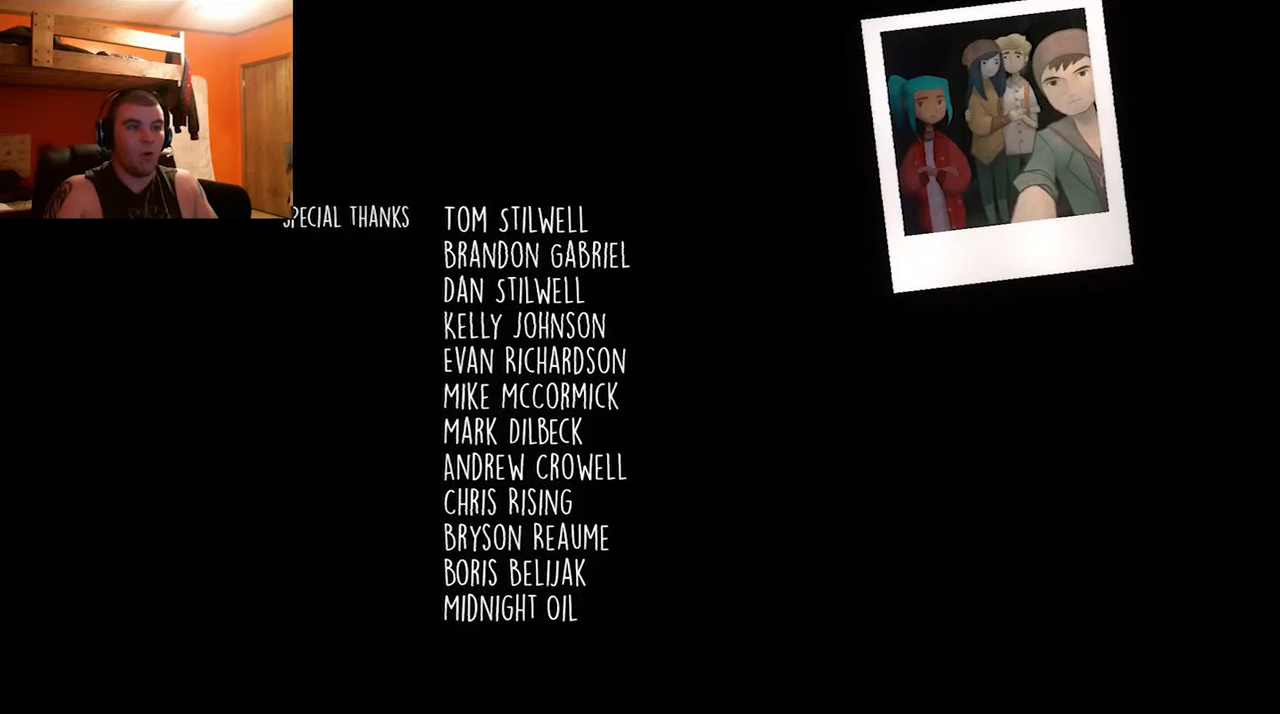 SPECIAL THANKS
TOM STILWELL
BRANDON GABRIEL
DAN STILWELL
KELLY JOHNSON
EVAN RICHARDSON
MIKE MCCORMICK
MARK DILBECK
ANDREW CROWELL
CHRIS RISING
BRYSON REAUME
BORIS BELIJAK
MIDNIGHT OIL